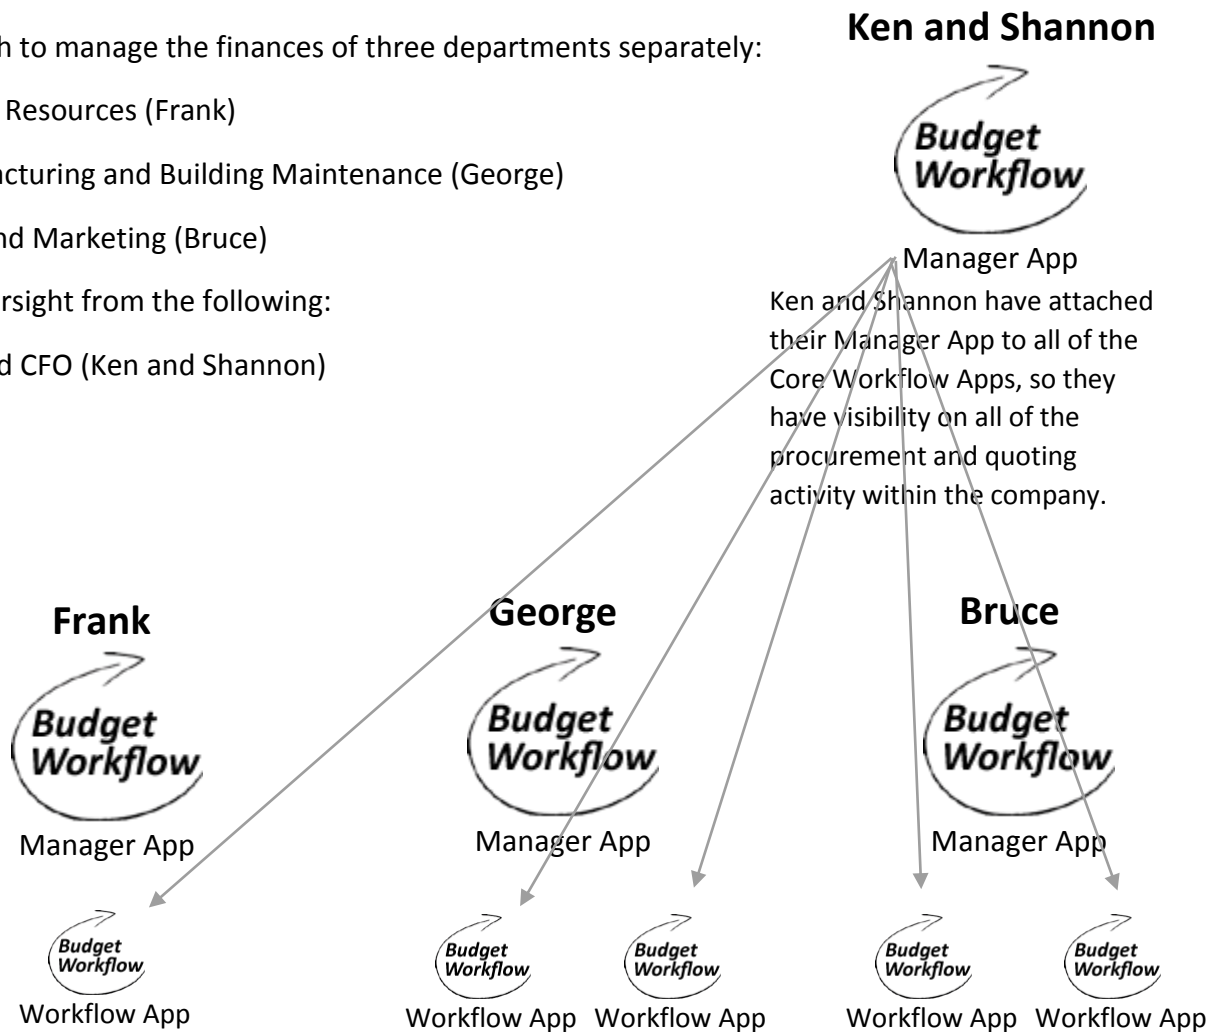 h to manage the finances of three departments separately:
Resources (Frank)
cturing and Building Maintenance (George)
nd Marketing (Bruce)
rsight from the following:
d CFO (Ken and Shannon)
Ken and Shannon
Budget
Workflow
Manager App
Ken and Shannon have attached
their Manager App to all of the
Core Workflow Apps, so they
have visibility on all of the
procurement and quoting
activity within the company.
Frank
Budget
Workflow
Manager App
George
Budget
Workflow
Manager App
Bruce
Budget
Workflow
Manager App
Budget
Workflow
Workflow App
Budget
Workflow
Workflow App
Budget
Workflow
Workflow App
Budget
Workflow
Workflow App
Budget
Workflow
Workflow App